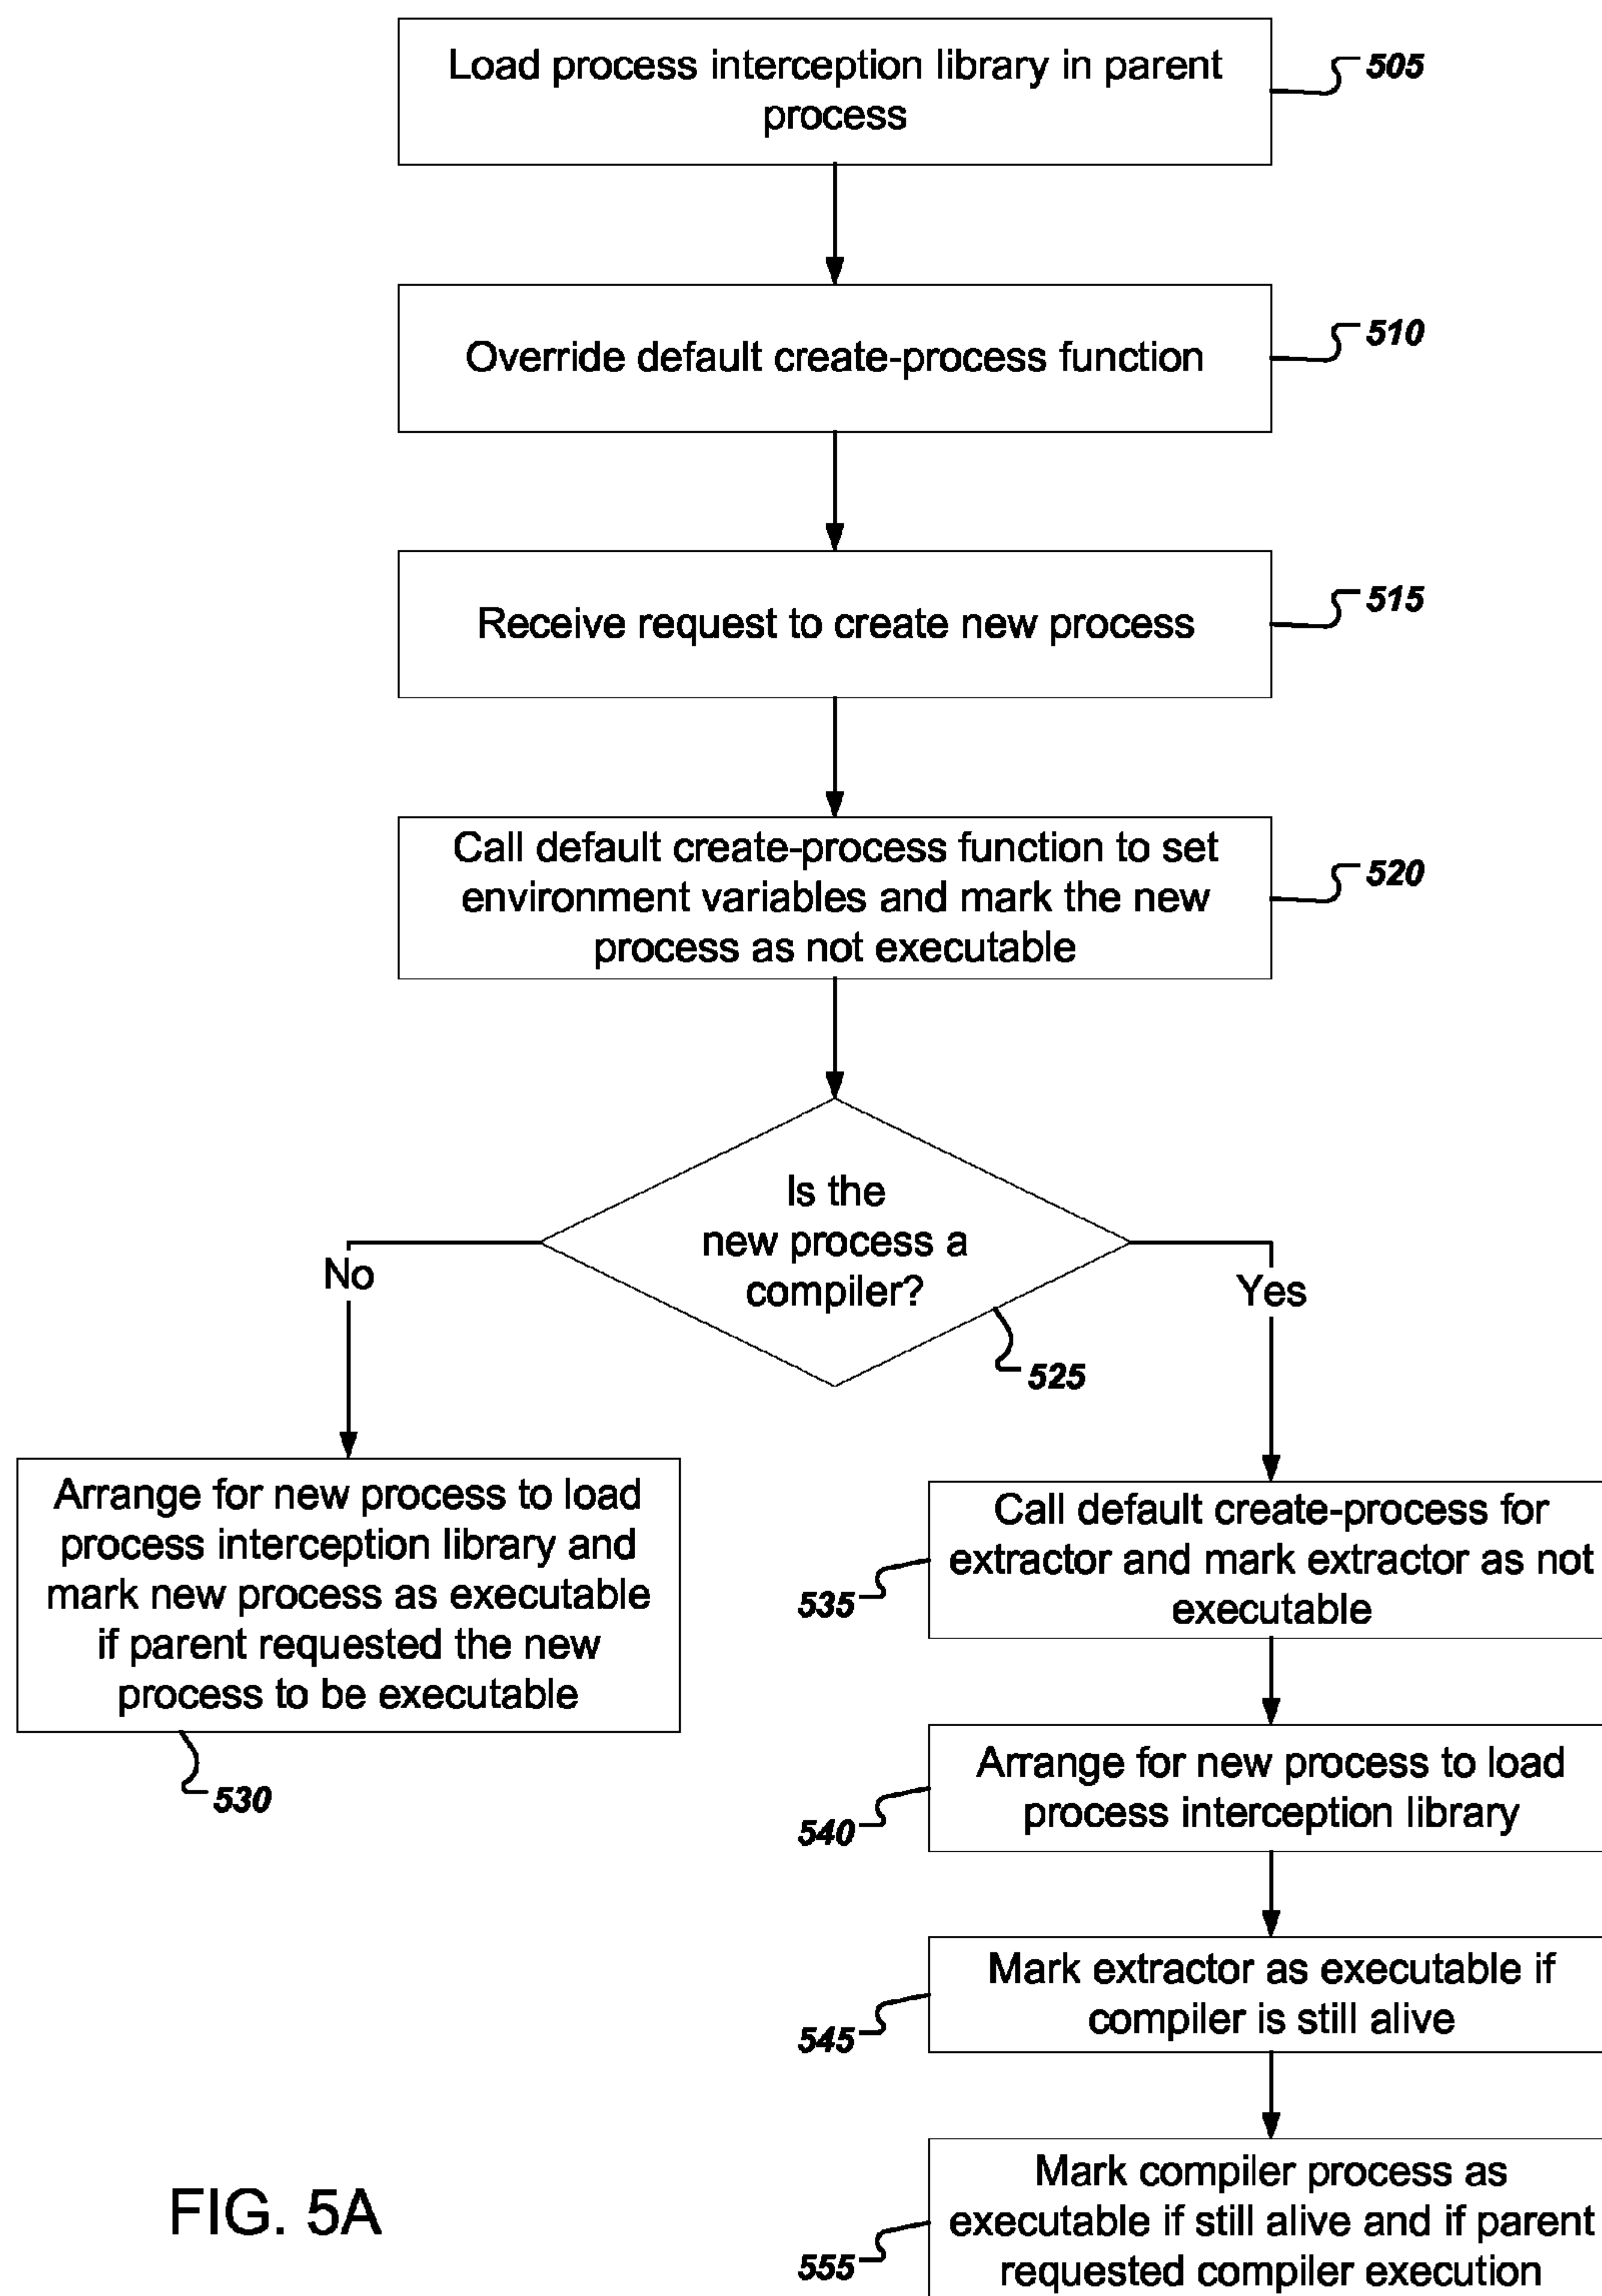 Load process interception library in parent
process
505
Override default create-process function
510
Receive request to create new process
515
Call default create-process function to set
environment variables and mark the new
process as not executable
520
Is the
new process a
compiler?
525
No
Yes
Arrange for new process to load
process interception library and
mark new process as executable
if parent requested the new
process to be executable
530
Call default create-process for
extractor and mark extractor as not
executable
535
Arrange for new process to load
process interception library
540
Mark extractor as executable if
compiler is still alive
545
Mark compiler process as
executable if still alive and if parent
requested compiler execution
555
FIG. 5A